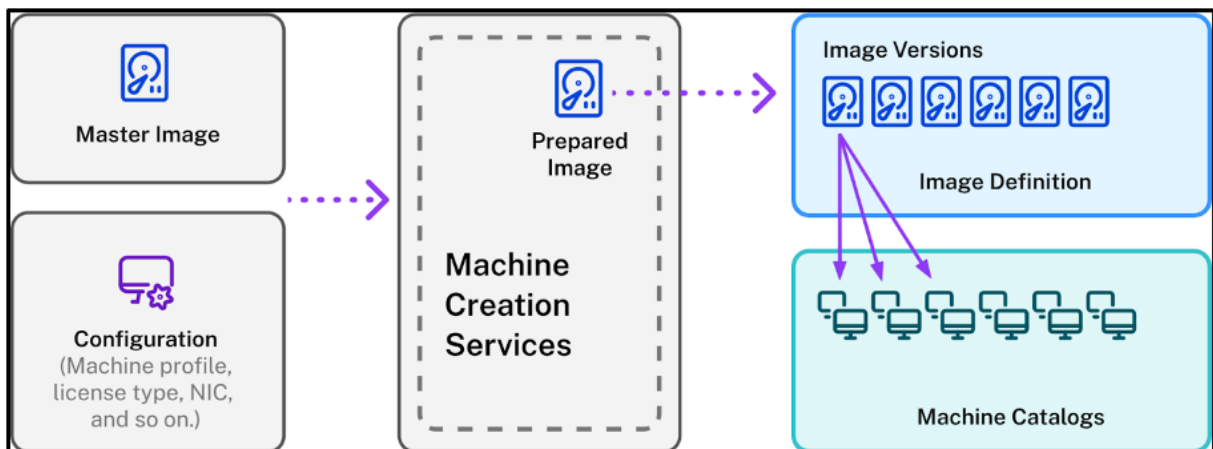 Master Image
Configuration
(Machine profile,
license type, NIC,
and so on.)
Prepared
Image
Machine
Creation
Services
Image Versions
Image Definition
Machine Catalogs